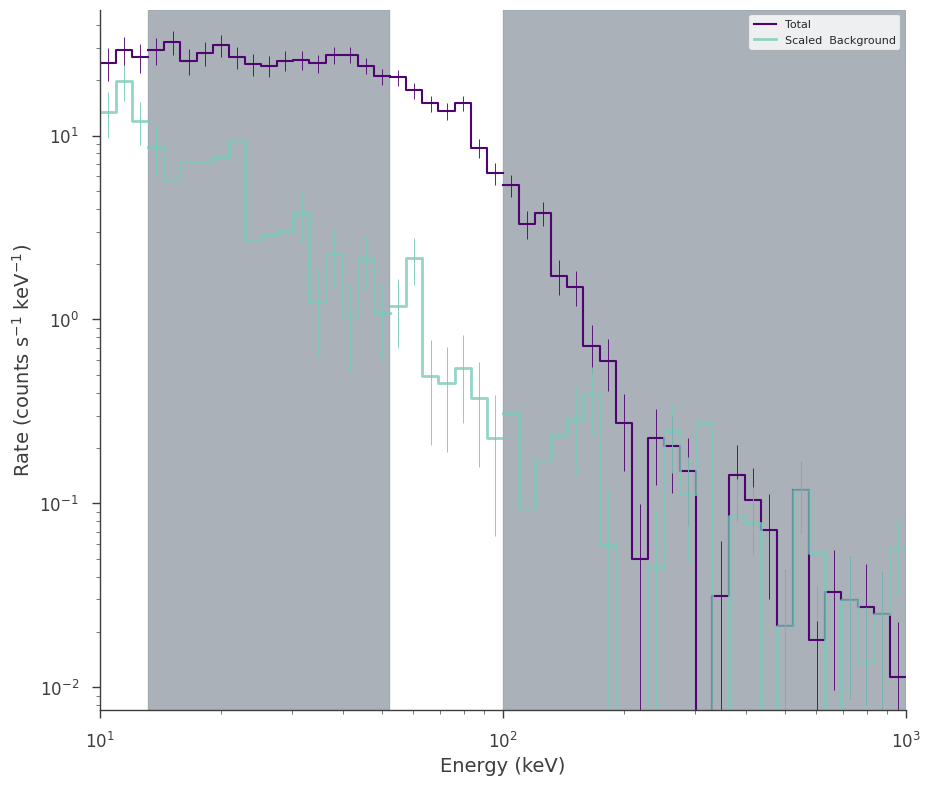 Total
Scaled  Background
10¹
10⁰
10⁻¹
10⁻²
Rate (counts s⁻¹ keV⁻¹)
10¹ 10² 10³
Energy (keV)